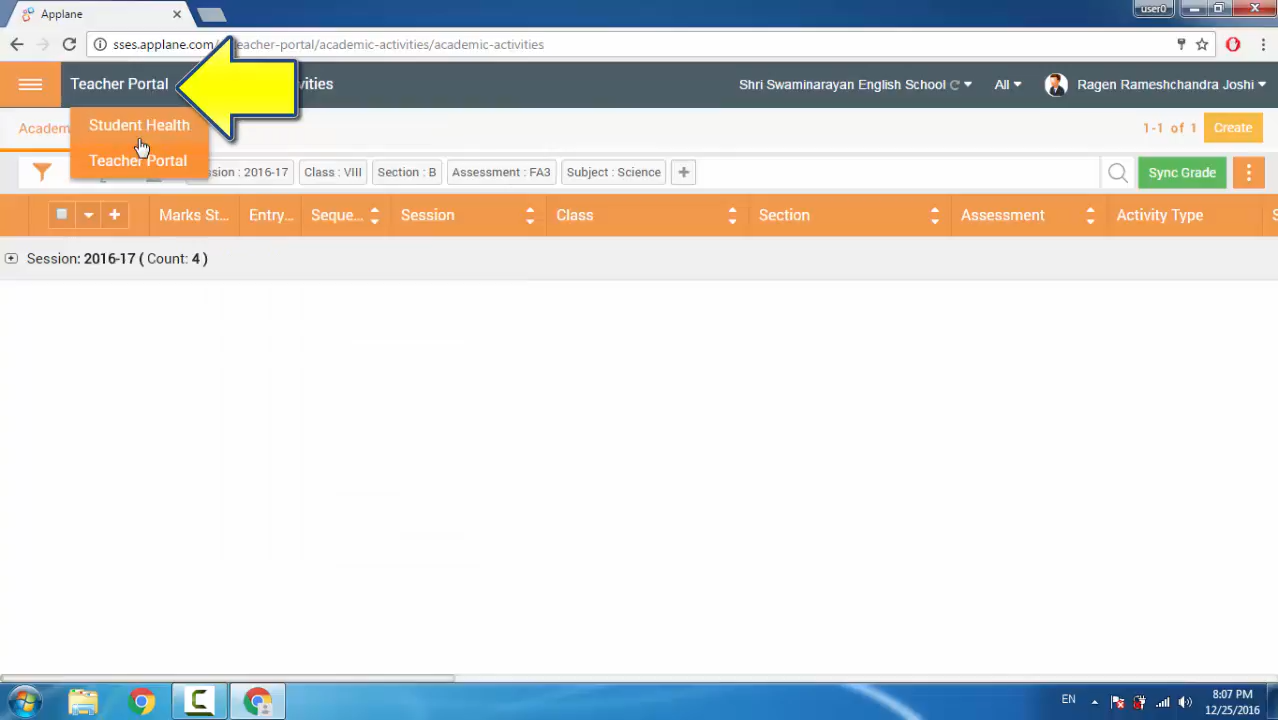 Applane
user0
sses.applane.com/ eacher-portal/academic-activities/academic-activities
Teacher Portal vities Shri Swaminarayan English School All Ragen Rameshchandra Joshi
Academ 1-1 of 1 Create
Student Health
Teacher Portal
ssion : 2016-17 Class : VIII Section : B Assessment : FA3 Subject : Science + Sync Grade
Marks St... Entry... Seque... Session Class Section Assessment Activity Type S
Session: 2016-17 ( Count: 4 )
EN 8:07 PM
12/25/2016